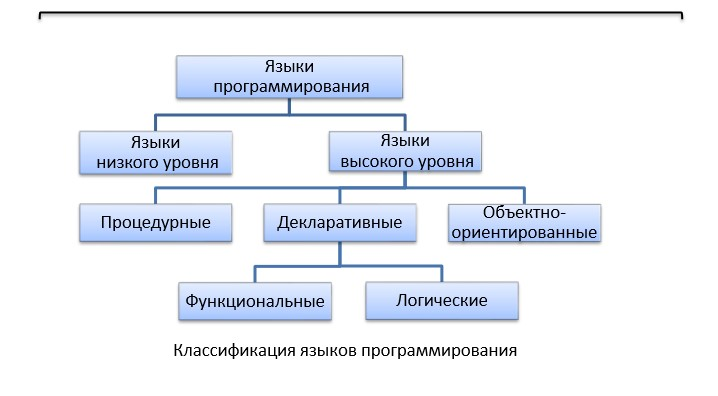 Языки
программирования
Языки
низкого уровня
Языки
высокого уровня
Процедурные
Декларативные
Объектно-
ориентированные
Функциональные
Логические
Классификация языков программирования